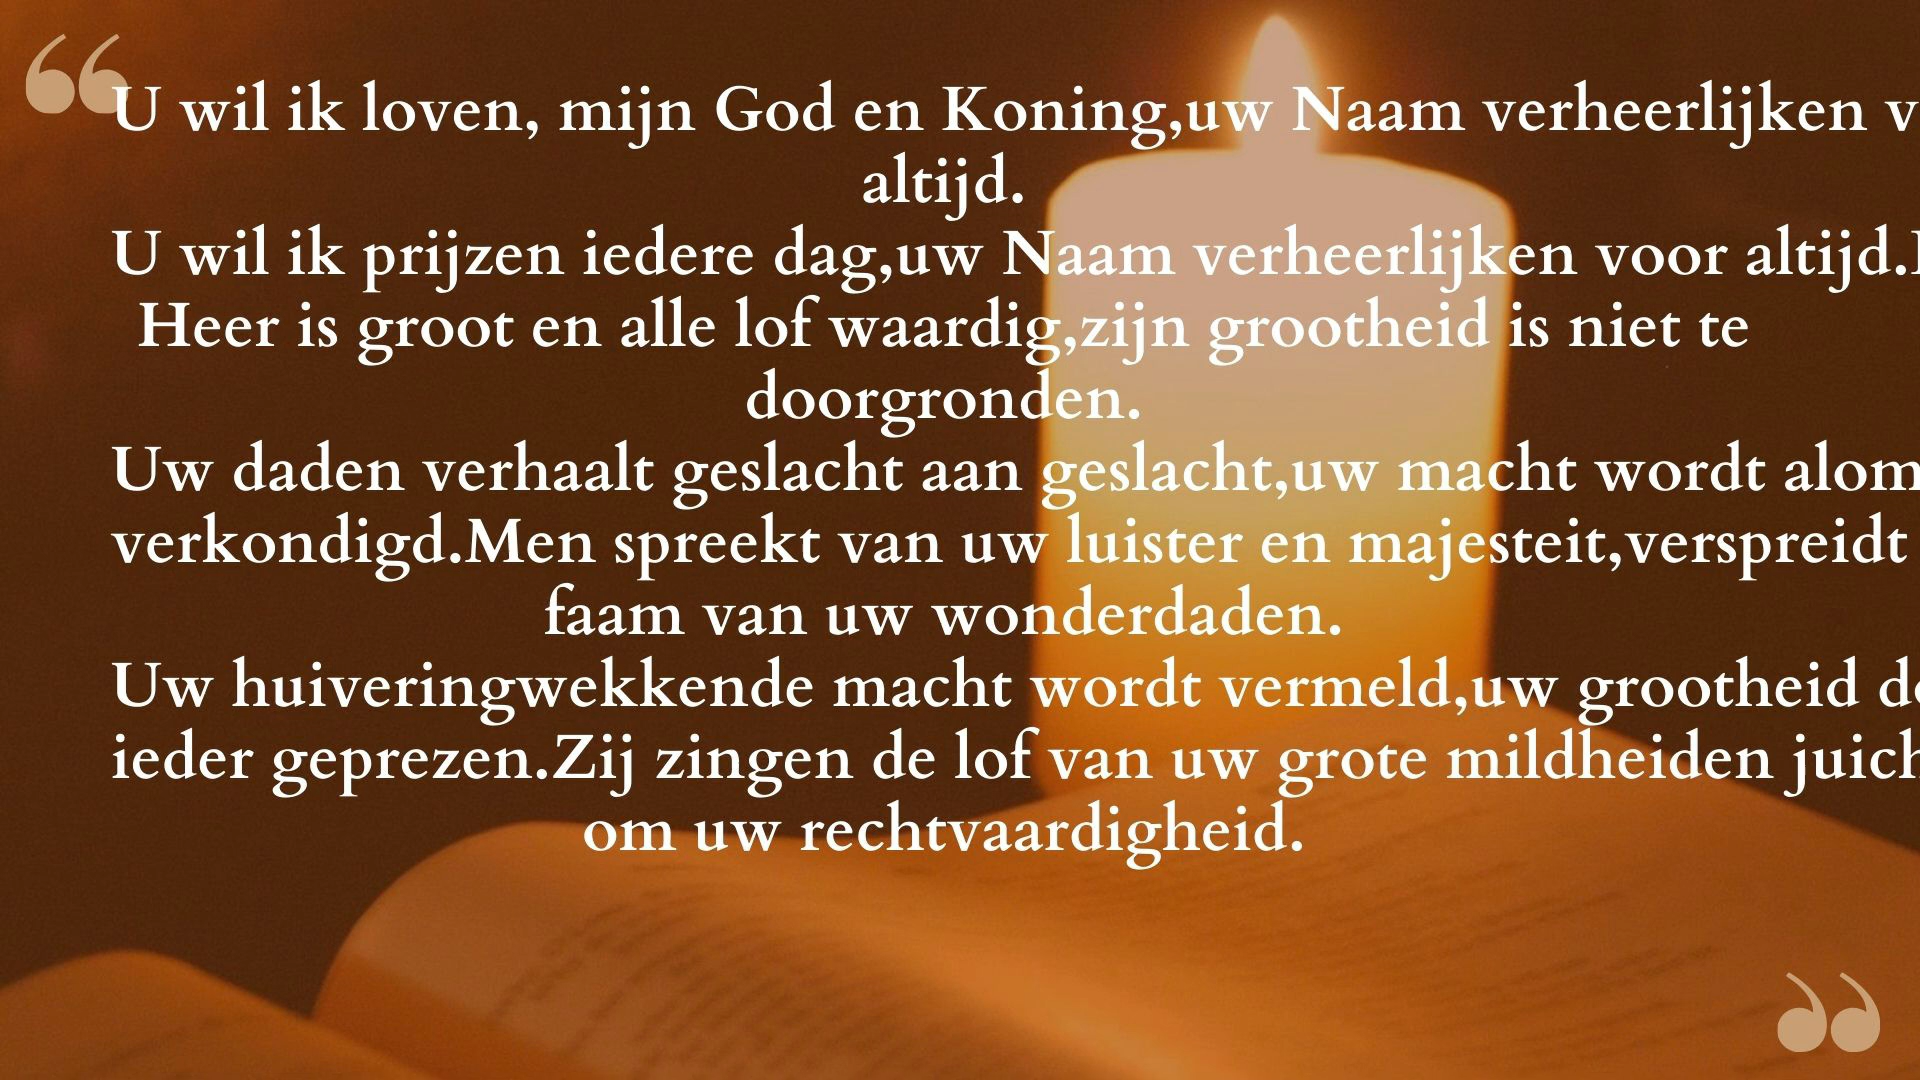 “U wil ik loven, mijn God en Koning,uw Naam verheerlijken
altijd.
U wil ik prijzen iedere dag,uw Naam verheerlijken voor altijd.
Heer is groot en alle lof waardig,zijn grootheid is niet te
doorgronden.
Uw daden verhaalt geslacht aan geslacht,uw macht wordt alom
verkondigd.Men spreekt van uw luister en majesteit,verspreidt
faam van uw wonderdaden.
Uw huiveringwekkende macht wordt vermeld,uw grootheid
ieder geprezen.Zij zingen de lof van uw grote mildheiden
om uw rechtvaardigheid.
”